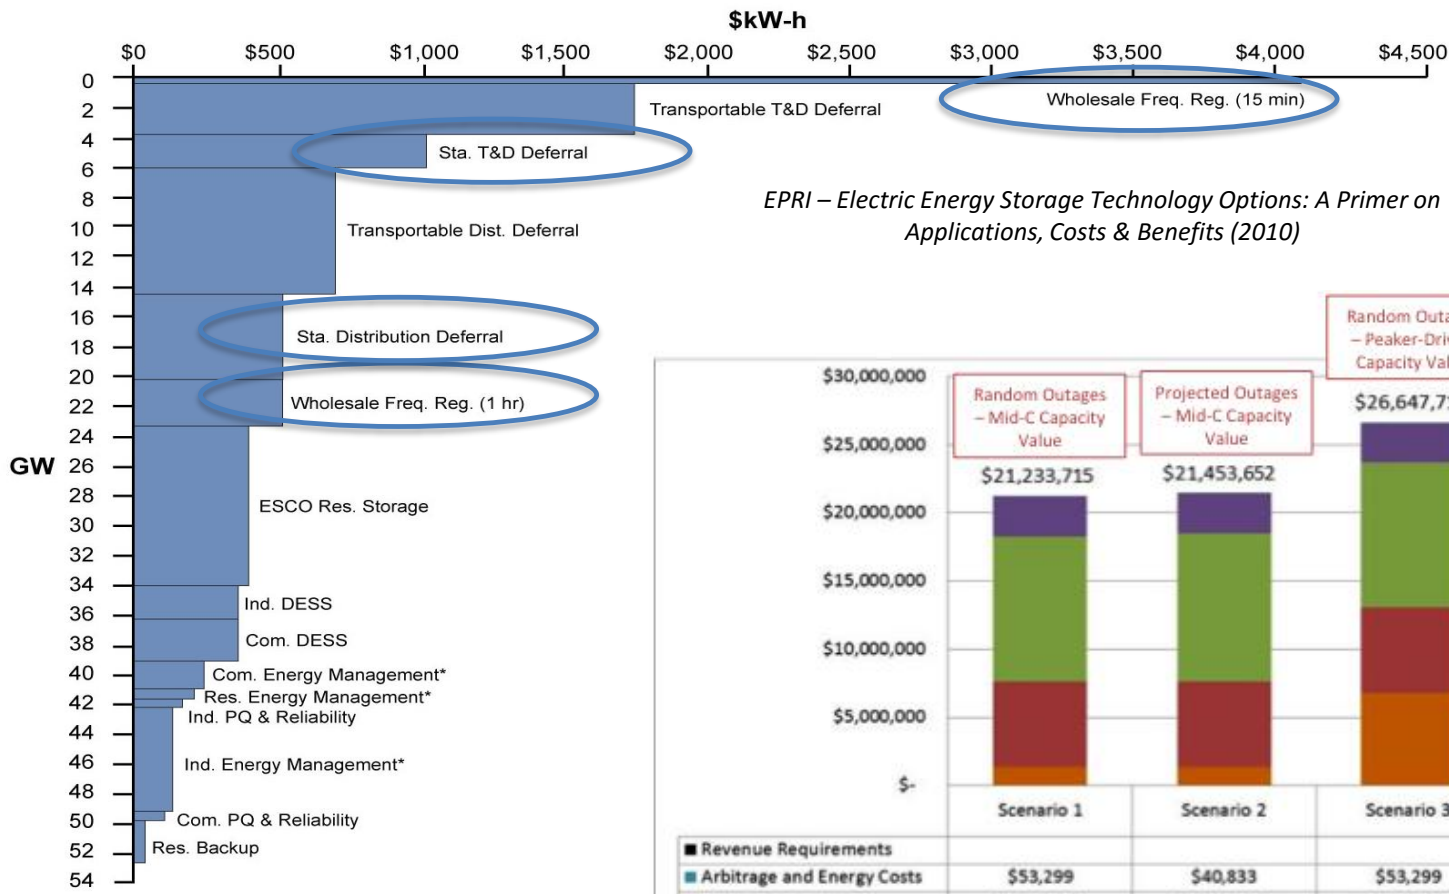 $kW-h
$0 $500 $1,000 $1,500 $2,000 $2,500 $3,000 $3,500 $4,000 $4,500
0
2
4
6
8
10
12
14
16
18
20
22
24
26
28
30
32
34
36
38
40
42
44
46
48
50
52
54
GW
Wholesale Freq. Reg. (15 min)
Transportable T&D Deferral
Sta. T&D Deferral
Transportable Dist. Deferral
Sta. Distribution Deferral
Wholesale Freq. Reg. (1 hr)
ESCO Res. Storage
Ind. DESS
Com. DESS
Com. Energy Management*
Res. Energy Management*
Ind. PQ & Reliability
Ind. Energy Management*
Com. PQ & Reliability
Res. Backup
EPRI – Electric Energy Storage Technology Options: A Primer on
Applications, Costs & Benefits (2010)
$30,000,000
$25,000,000
$20,000,000
$15,000,000
$10,000,000
$5,000,000
$-
Random Outages
– Mid-C Capacity
Value
$21,233,715
Projected Outages
– Mid-C Capacity
Value
$21,453,652
Random
– Peaker-
Capacity
Scenario 1 Scenario 2 Scenario 3
■ Revenue Requirements
■ Arbitrage and Energy Costs $53,299 $40,833 $53,299